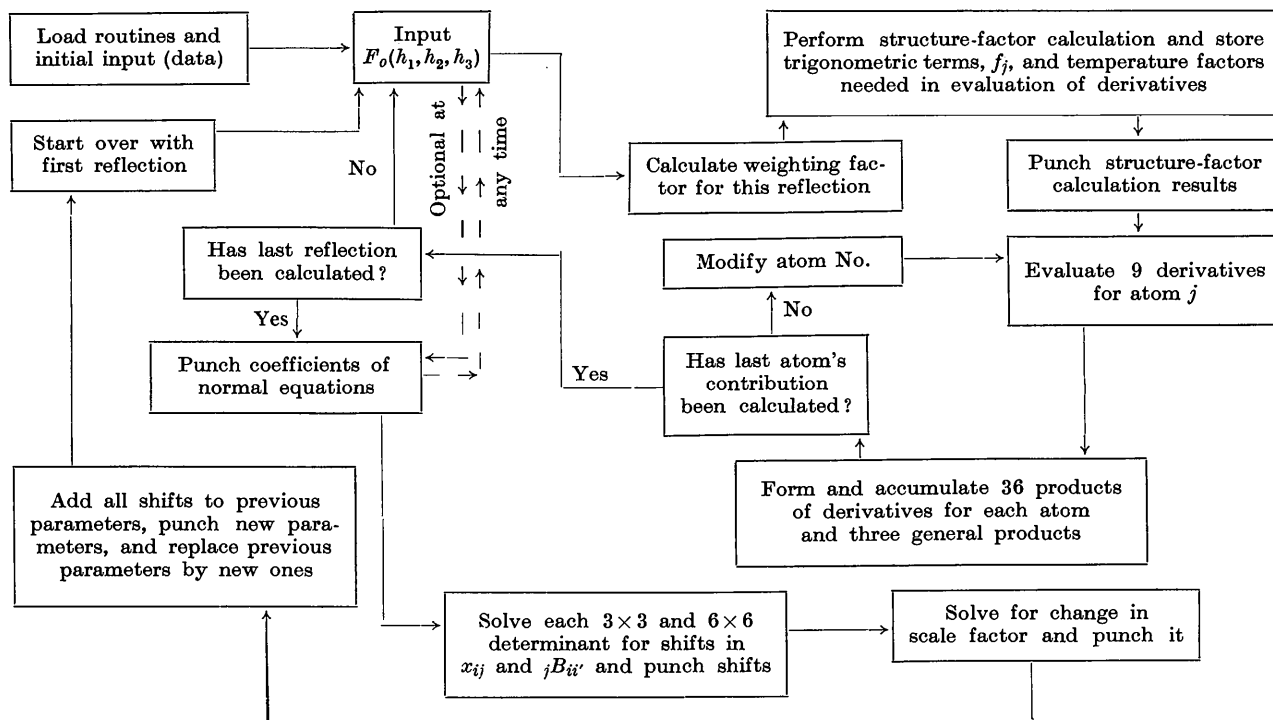 Load routines and
initial input (data)
Input
F_o(h_1, h_2, h_3)
Perform structure-factor calculation and store
trigonometric terms, f_j, and temperature factors
needed in evaluation of derivatives
Start over with
first reflection
No
Optional at
any time
Calculate weighting fac-
tor for this reflection
Punch structure-factor
calculation results
Has last reflection
been calculated?
Modify atom No.
Evaluate 9 derivatives
for atom j
Yes
No
Punch coefficients of
normal equations
Yes
Has last atom's
contribution
been calculated?
Add all shifts to previous
parameters, punch new para-
meters, and replace previous
parameters by new ones
Form and accumulate 36 products
of derivatives for each atom
and three general products
Solve each 3×3 and 6×6
determinant for shifts in
x_ij and _jB_ii′ and punch shifts
Solve for change in
scale factor and punch it